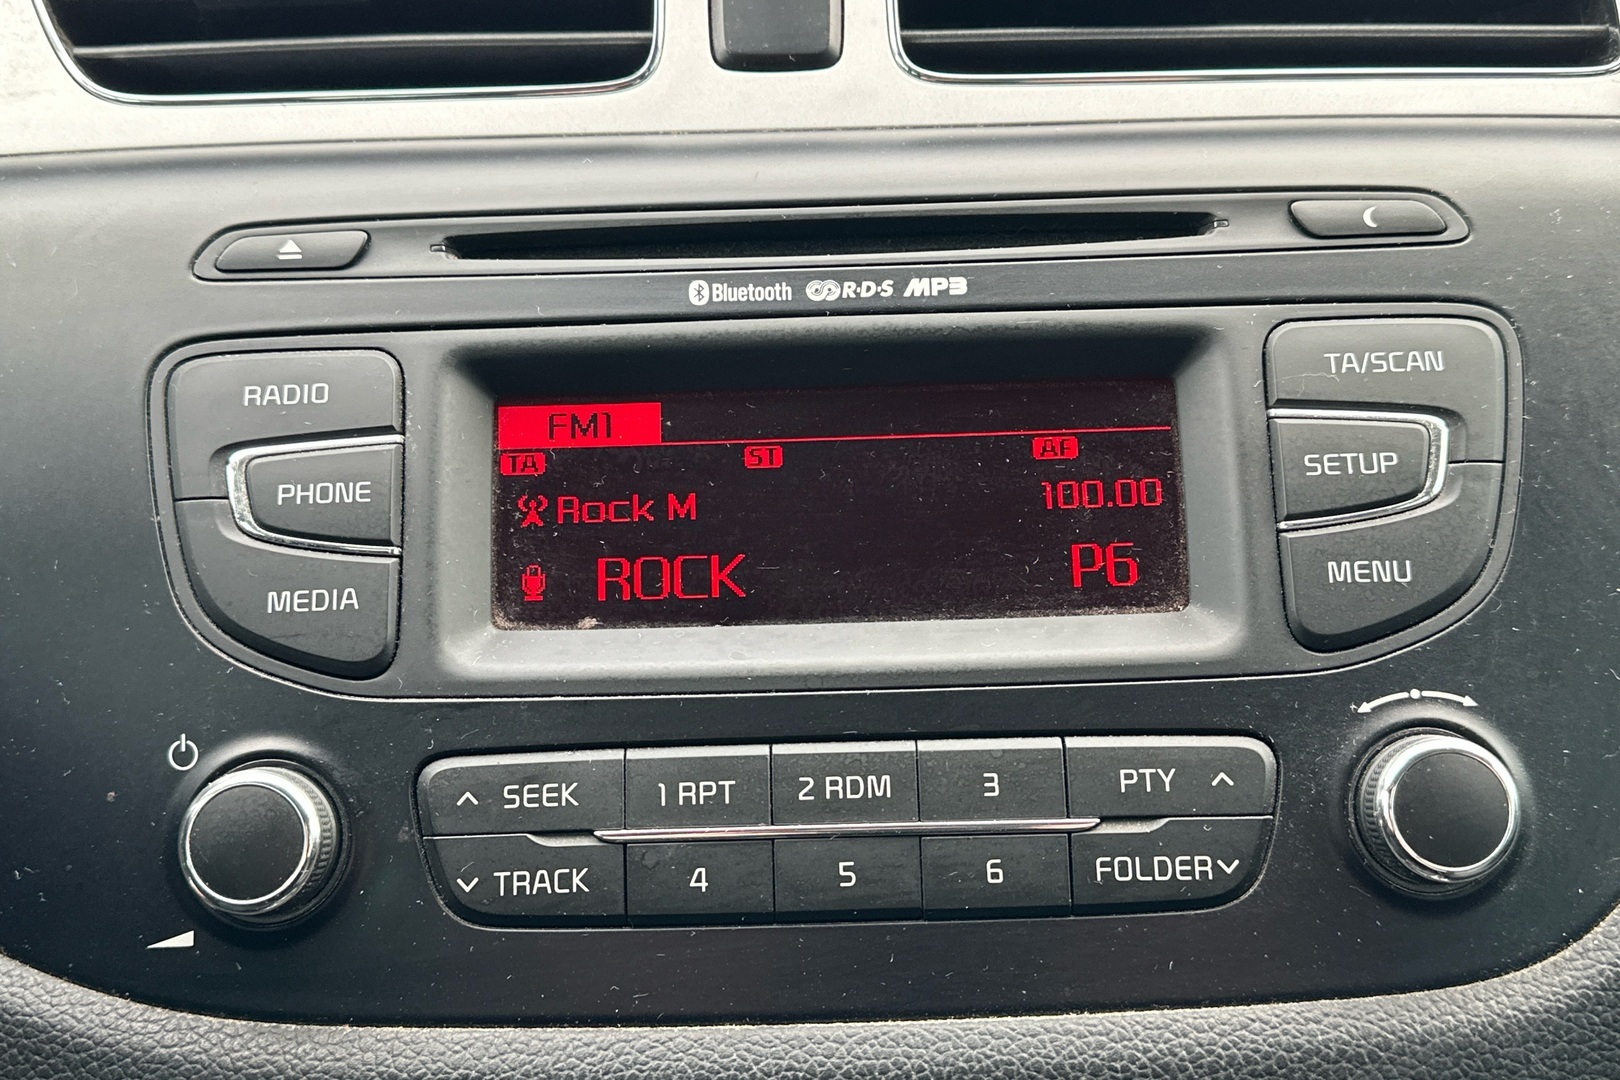 Bluetooth R·D·S MP3
RADIO
PHONE
MEDIA
FM1
TA ST AF
Rock M 100.00
ROCK P6
TA/SCAN
SETUP
MENU
SEEK 1 RPT 2 RDM 3 PTY
TRACK 4 5 6 FOLDER